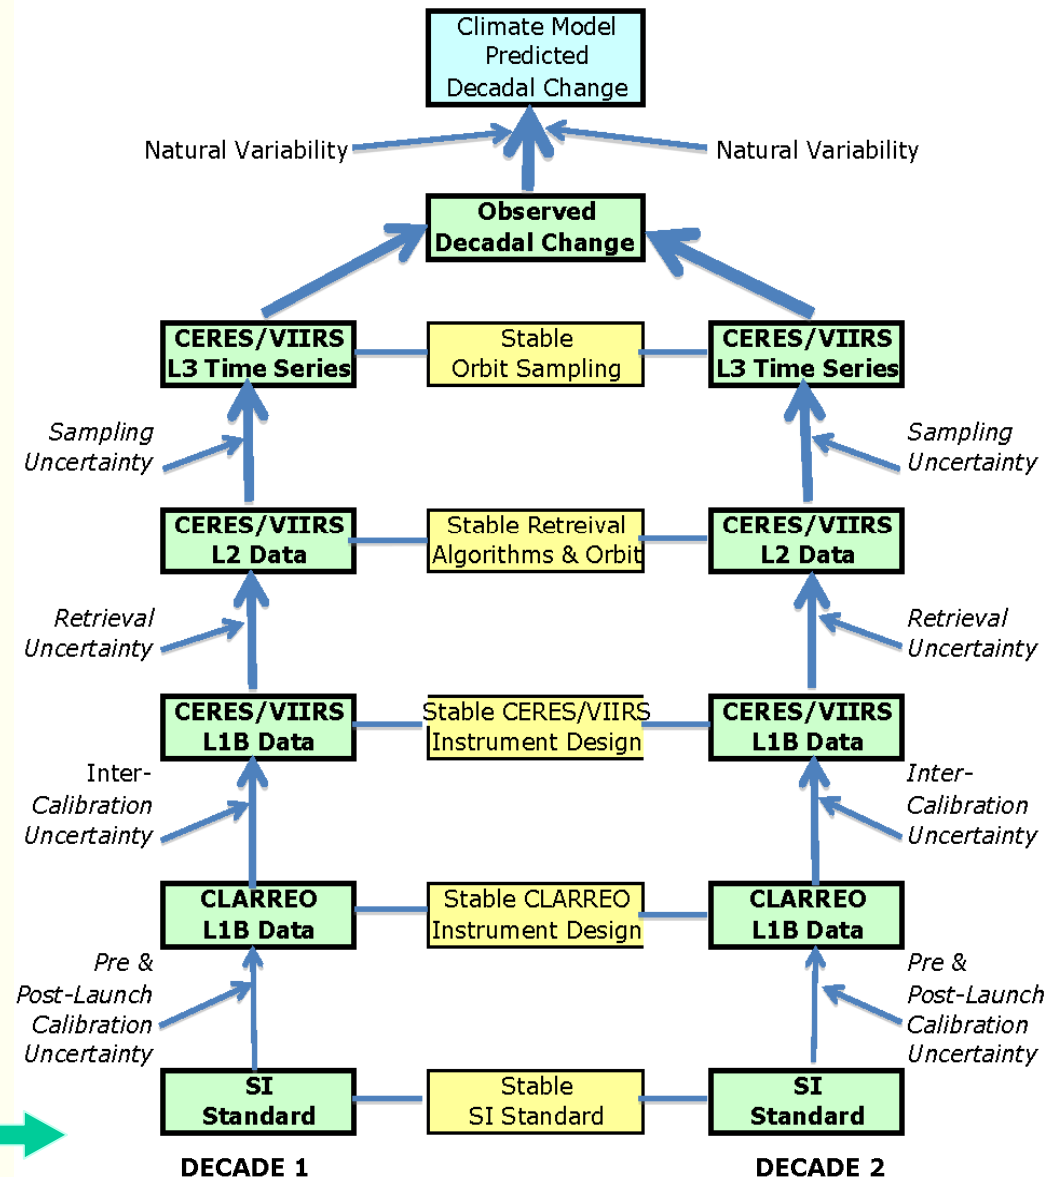 Climate Model
Predicted
Decadal Change
Natural Variability
Natural Variability
Observed
Decadal Change
CERES/VIIRS
L3 Time Series
Stable
Orbit Sampling
CERES/VIIRS
L3 Time Series
Sampling
Uncertainty
Sampling
Uncertainty
CERES/VIIRS
L2 Data
Stable Retreival
Algorithms & Orbit
CERES/VIIRS
L2 Data
Retrieval
Uncertainty
Retrieval
Uncertainty
CERES/VIIRS
L1B Data
Stable CERES/VIIRS
Instrument Design
CERES/VIIRS
L1B Data
Inter-
Calibration
Uncertainty
Inter-
Calibration
Uncertainty
CLARREO
L1B Data
Stable CLARREO
Instrument Design
CLARREO
L1B Data
Pre &
Post-Launch
Calibration
Uncertainty
Pre &
Post-Launch
Calibration
Uncertainty
SI
Standard
Stable
SI Standard
SI
Standard
DECADE 1
DECADE 2